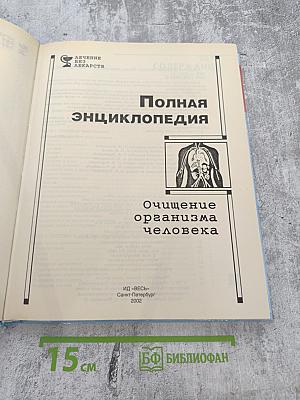 ЛЕЧЕНИЕ
БЕЗ
ЛЕКАРСТВ
ПОЛНАЯ
ЭНЦИКЛОПЕДИЯ
Очищение
организма
человека
ИД «ВЕСЬ»
Санкт-Петербург
2002
15 см
БФ БИБЛИОФАН